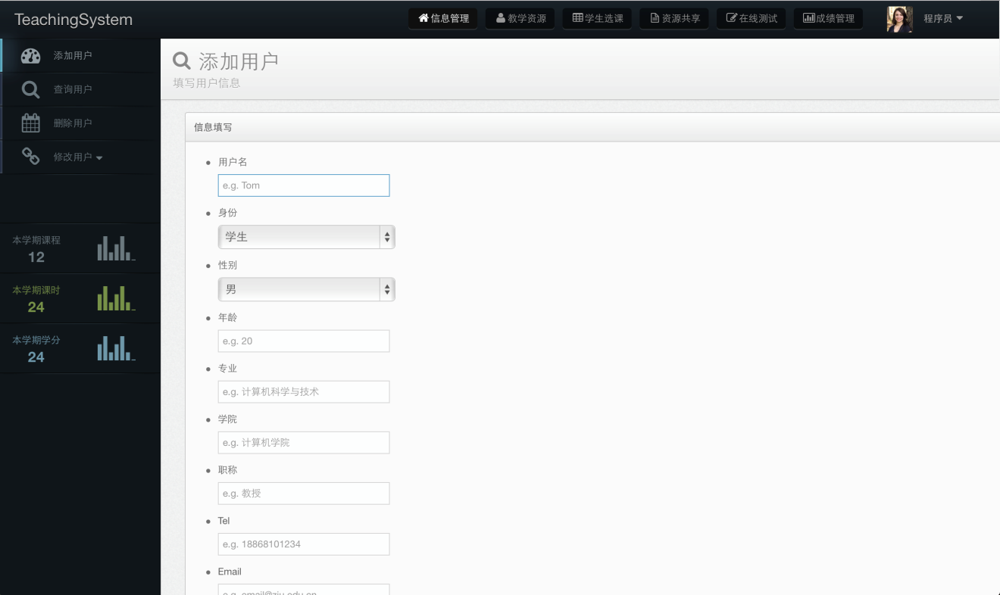 TeachingSystem
信息管理
教学资源
学生选课
资源共享
在线测试
成绩管理
程序员
添加用户
查询用户
删除用户
修改用户
本学期课程
12
本学期课时
24
本学期学分
24
添加用户
填写用户信息
信息填写
用户名
e.g. Tom
身份
学生
性别
男
年龄
e.g. 20
专业
e.g. 计算机科学与技术
学院
e.g. 计算机学院
职称
e.g. 教授
Tel
e.g. 18868101234
Email
e.g. email@zju.edu.cn